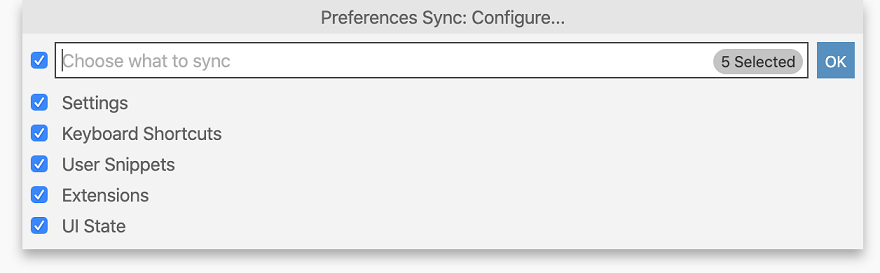 Preferences Sync: Configure...
Choose what to sync 5 Selected OK
Settings
Keyboard Shortcuts
User Snippets
Extensions
UI State